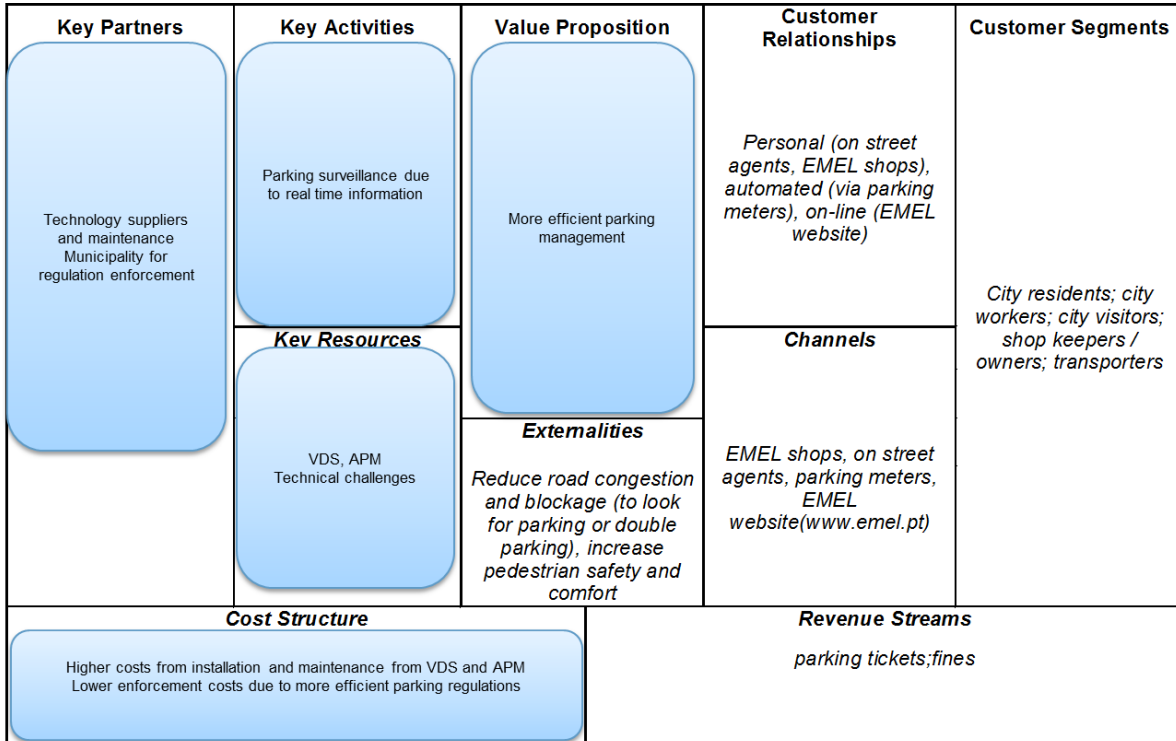 Key Partners
Technology suppliers
and maintenance
Municipality for
regulation enforcement
Key Activities
Parking surveillance due
to real time information
Key Resources
VDS, APM
Technical challenges
Value Proposition
More efficient parking
management
Externalities
Reduce road congestion
and blockage (to look
for parking or double
parking), increase
pedestrian safety and
comfort
Customer
Relationships
Personal (on street
agents, EMEL shops),
automated (via parking
meters), on-line (EMEL
website)
Channels
EMEL shops, on street
agents, parking meters,
EMEL
website(www.emel.pt)
Customer Segments
City residents; city
workers; city visitors;
shop keepers /
owners; transporters
Cost Structure
Higher costs from installation and maintenance from VDS and APM
Lower enforcement costs due to more efficient parking regulations
Revenue Streams
parking tickets;fines